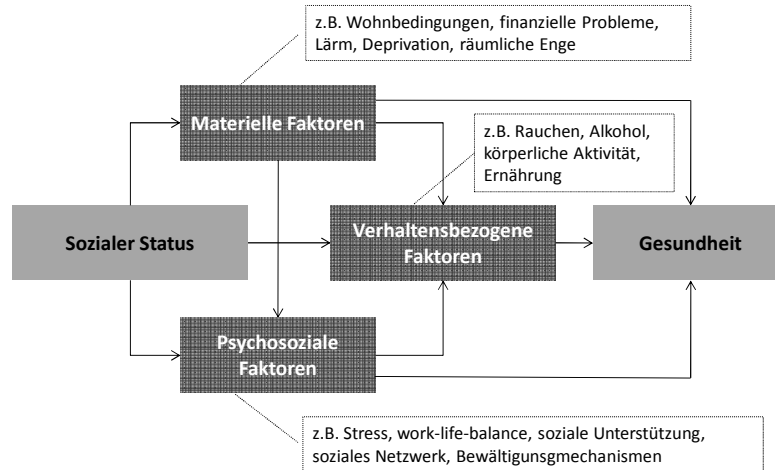 z.B. Wohnbedingungen, finanzielle Probleme,
Lärm, Deprivation, räumliche Enge
Materielle Faktoren
z.B. Rauchen, Alkohol,
körperliche Aktivität,
Ernährung
Sozialer Status
Verhaltensbezogene
Faktoren
Gesundheit
Psychosoziale
Faktoren
z.B. Stress, work-life-balance, soziale Unterstützung,
soziales Netzwerk, Bewältigunsgmechanismen